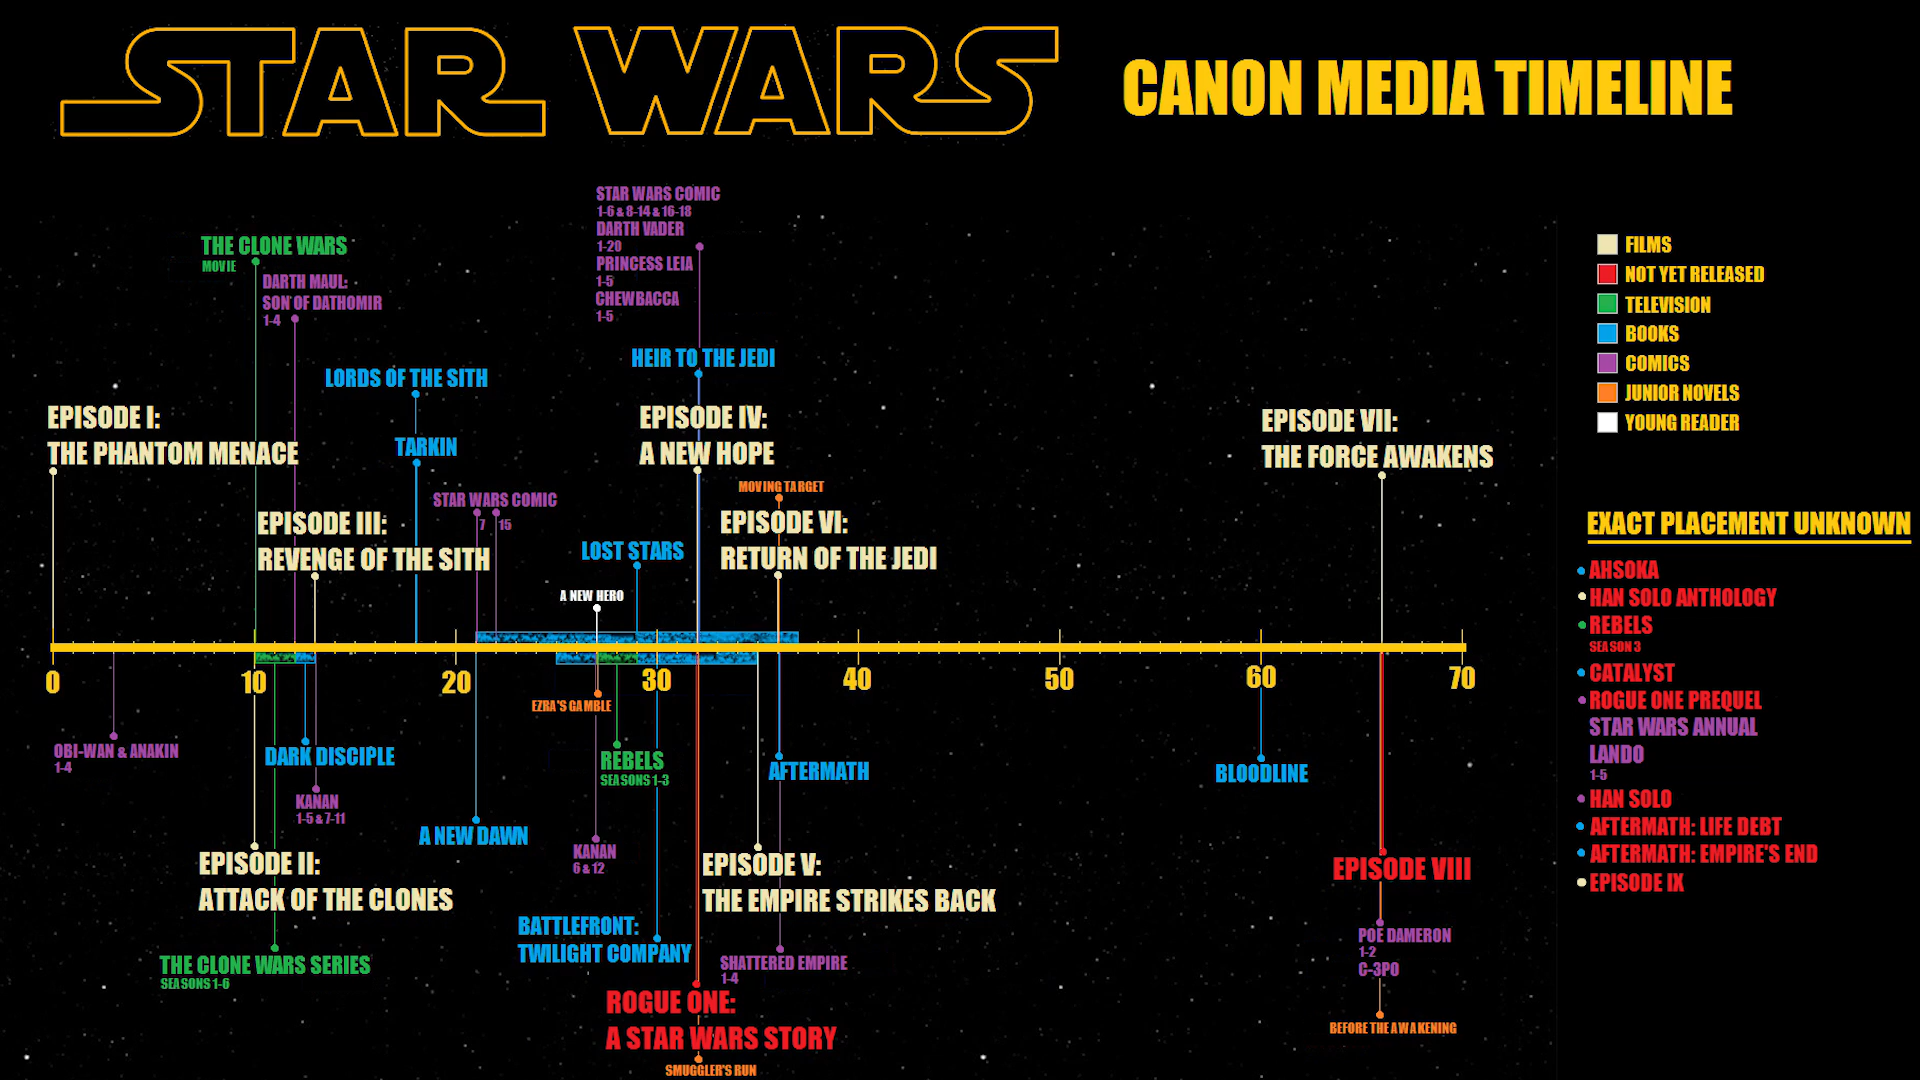 STAR WARS
CANON MEDIA TIMELINE
STAR WARS COMIC
1-6 & 8-14 & 16-18
DARTH VADER
1-20
PRINCESS LEIA
1-5
CHEWBACCA
1-5
THE CLONE WARS
MOVIE
DARTH MAUL:
SON OF DATHOMIR
1-4
HEIR TO THE JEDI
LORDS OF THE SITH
TARKIN
EPISODE I:
THE PHANTOM MENACE
EPISODE IV:
A NEW HOPE
EPISODE VII:
THE FORCE AWAKENS
MOVING TARGET
STAR WARS COMIC
7
15
EPISODE III:
REVENGE OF THE SITH
EPISODE VI:
RETURN OF THE JEDI
LOST STARS
A NEW HERO
0
10
20
30
40
50
60
70
EZRA'S GAMBLE
OBI-WAN & ANAKIN
1-4
DARK DISCIPLE
REBELS
SEASONS 1-3
AFTERMATH
BLOODLINE
KANAN
1-5 & 7-11
A NEW DAWN
KANAN
6 & 12
EPISODE II:
ATTACK OF THE CLONES
EPISODE V:
THE EMPIRE STRIKES BACK
EPISODE VIII
BATTLEFRONT:
TWILIGHT COMPANY
POE DAMERON
1-2
C-3PO
THE CLONE WARS SERIES
SEASONS 1-6
SHATTERED EMPIRE
1-4
ROGUE ONE:
A STAR WARS STORY
BEFORE THE AWAKENING
SMUGGLER'S RUN
FILMS
NOT YET RELEASED
TELEVISION
BOOKS
COMICS
JUNIOR NOVELS
YOUNG READER
EXACT PLACEMENT UNKNOWN
AHSOKA
HAN SOLO ANTHOLOGY
REBELS
SEASON 3
CATALYST
ROGUE ONE PREQUEL
STAR WARS ANNUAL
LANDO
1-5
HAN SOLO
AFTERMATH: LIFE DEBT
AFTERMATH: EMPIRE'S END
EPISODE IX